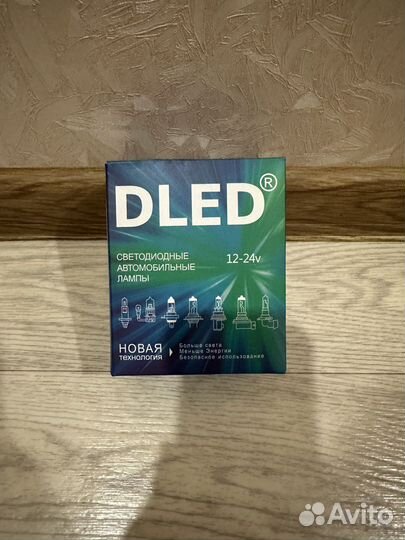 DLED®
СВЕТОДИОДНЫЕ
АВТОМОБИЛЬНЫЕ
ЛАМПЫ
12-24v
НОВАЯ
технология
Больше света
Меньше Энергии
Безопасное использование
Avito